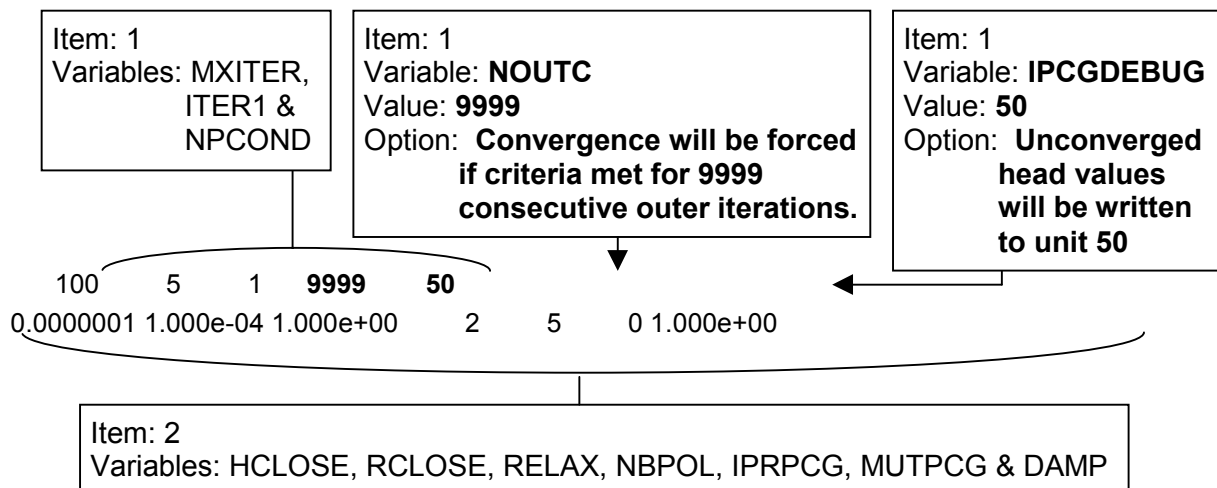 Item: 1
Variables: MXITER,
ITER1 &
NPCOND
Item: 1
Variable: NOUTC
Value: 9999
Option: Convergence will be forced
if criteria met for 9999
consecutive outer iterations.
Item: 1
Variable: IPCGDEBUG
Value: 50
Option: Unconverged
head values
will be written
to unit 50
100 5 1 9999 50
0.0000001 1.000e-04 1.000e+00 2 5 0 1.000e+00
Item: 2
Variables: HCLOSE, RCLOSE, RELAX, NBPOL, IPRPCG, MUTPCG & DAMP